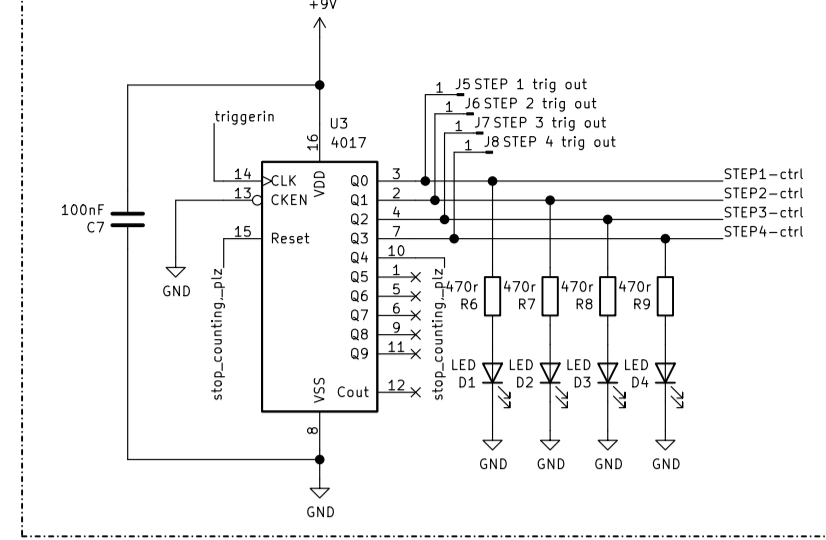 +9V
J5 STEP 1 trig out
1
J6 STEP 2 trig out
1
J7 STEP 3 trig out
1
J8 STEP 4 trig out
1
triggerin
U3
4017
16
VDD
14
CLK
13
CKEN
15
Reset
Q0
3
STEP1-ctrl
Q1
2
STEP2-ctrl
Q2
4
STEP3-ctrl
Q3
7
STEP4-ctrl
Q4
10
Q5
1
Q6
5
Q7
6
Q8
9
Q9
11
Cout
12
100nF
C7
GND
stop_counting,_plz
stop_counting,_plz
470r
R6
470r
R7
470r
R8
470r
R9
LED
D1
LED
D2
LED
D3
LED
D4
VSS
8
GND
GND
GND
GND
GND